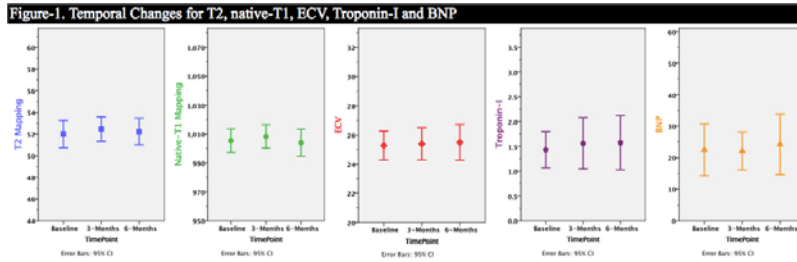 Figure-1. Temporal Changes for T2, native-T1, ECV, Troponin-I and BNP
T2 Mapping
60
58
56
54
52
50
48
46
44
Baseline 3-Months 6-Months
TimePoint
Error Bars: 95% CI
Native-T1 Mapping
1,070
1,050
1,030
1,010
990
970
950
Baseline 3-Months 6-Months
TimePoint
Error Bars: 95% CI
ECV
32
30
28
26
24
22
20
Baseline 3-Months 6-Months
TimePoint
Error Bars: 95% CI
Troponin-I
3.5
3.0
2.5
2.0
1.5
1.0
0.5
0.0
Baseline 3-Months 6-Months
TimePoint
Error Bars: 95% CI
BNP
60
50
40
30
20
10
0
Baseline 3-Months 6-Months
TimePoint
Error Bars: 95% CI